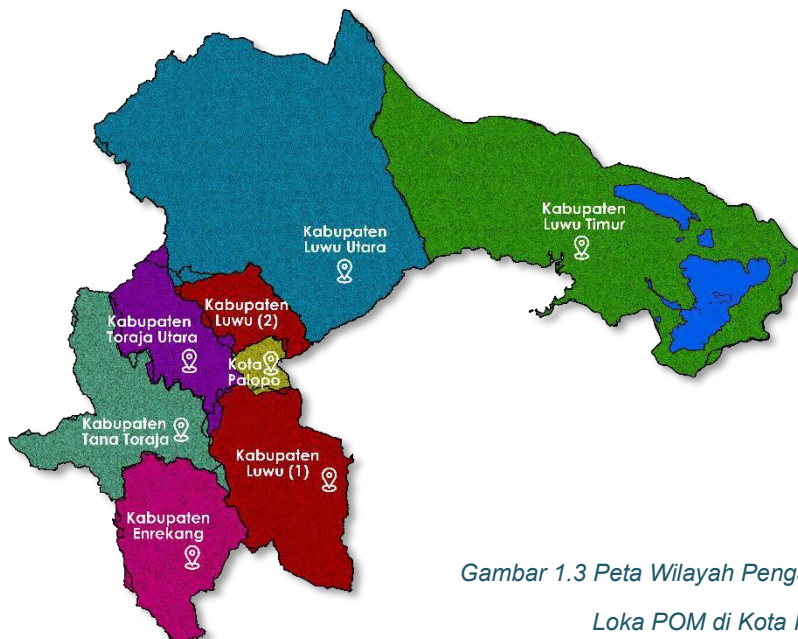 Kabupaten
Luwu Utara
Kabupaten
Luwu Timur
Kabupaten
Luwu (2)
Kabupaten
Toraja Utara
Kota
Palopo
Kabupaten
Tana Toraja
Kabupaten
Luwu (1)
Kabupaten
Enrekang
Gambar 1.3 Peta Wilayah
Loka POM di Kota